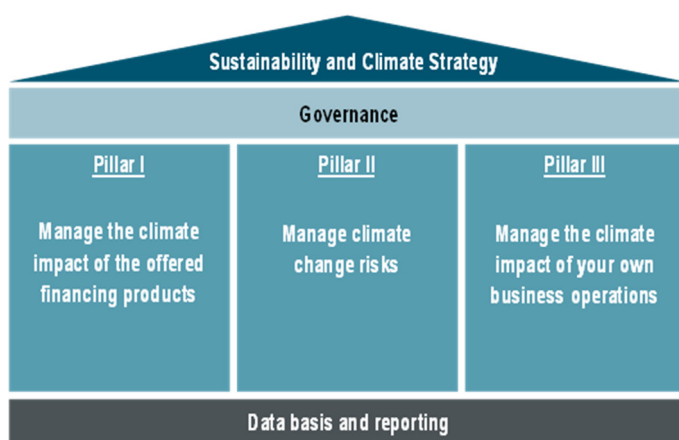 Sustainability and Climate Strategy
Governance
Pillar I
Manage the climate
impact of the offered
financing products
Pillar II
Manage climate
change risks
Pillar III
Manage the climate
impact of your own
business operations
Data basis and reporting